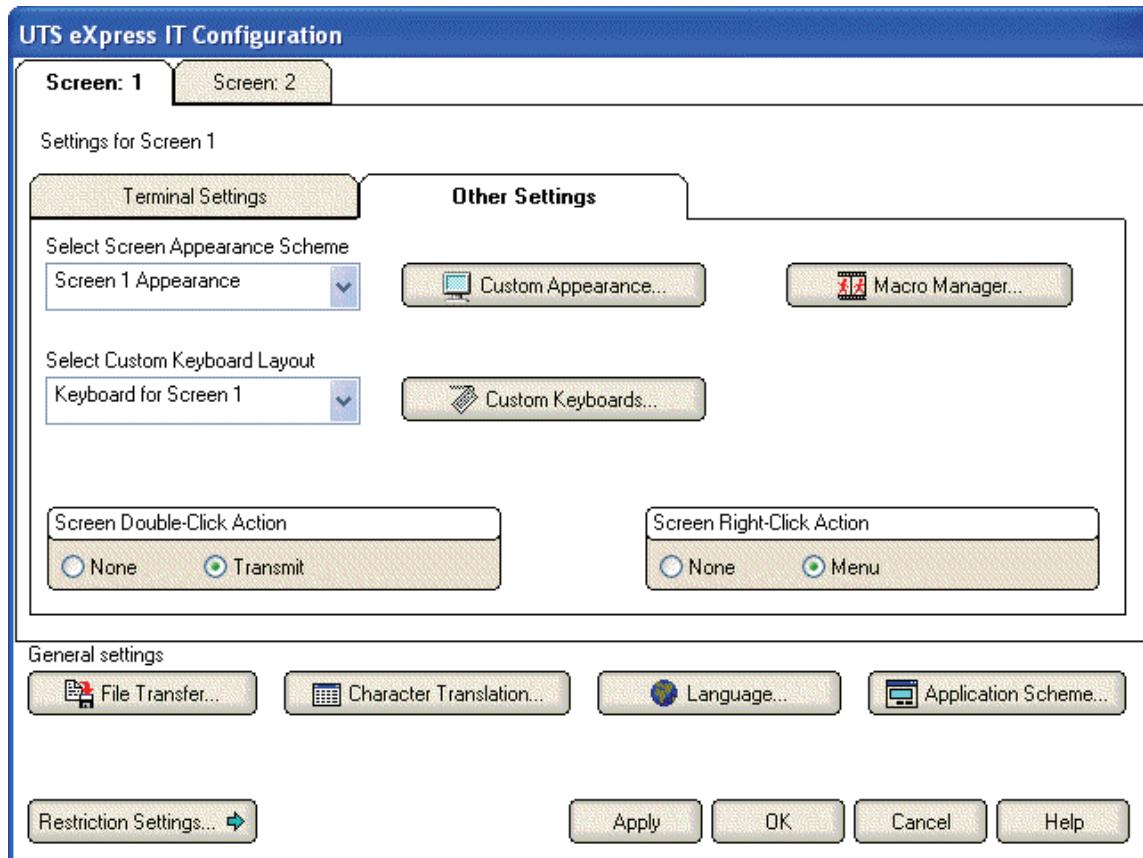 UTS eXpress IT Configuration
Screen: 1
Screen: 2
Settings for Screen 1
Terminal Settings
Other Settings
Select Screen Appearance Scheme
Screen 1 Appearance
Custom Appearance...
Macro Manager...
Select Custom Keyboard Layout
Keyboard for Screen 1
Custom Keyboards...
Screen Double-Click Action
Screen Right-Click Action
None
Transmit
None
Menu
General settings
File Transfer...
Character Translation...
Language...
Application Scheme...
Restriction Settings...
Apply
OK
Cancel
Help